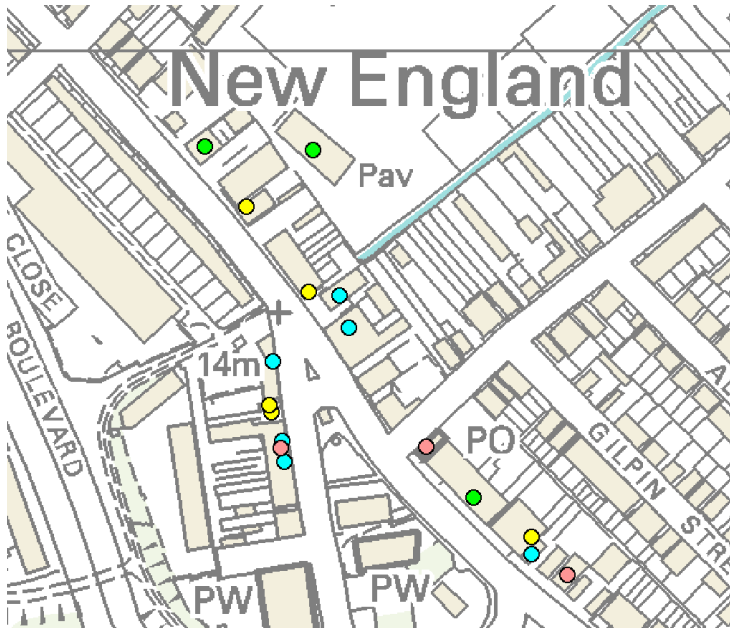 New England
Pav
CLOSE
BOULEVARD
14m
PO
GILPIN
STRE
PW
PW